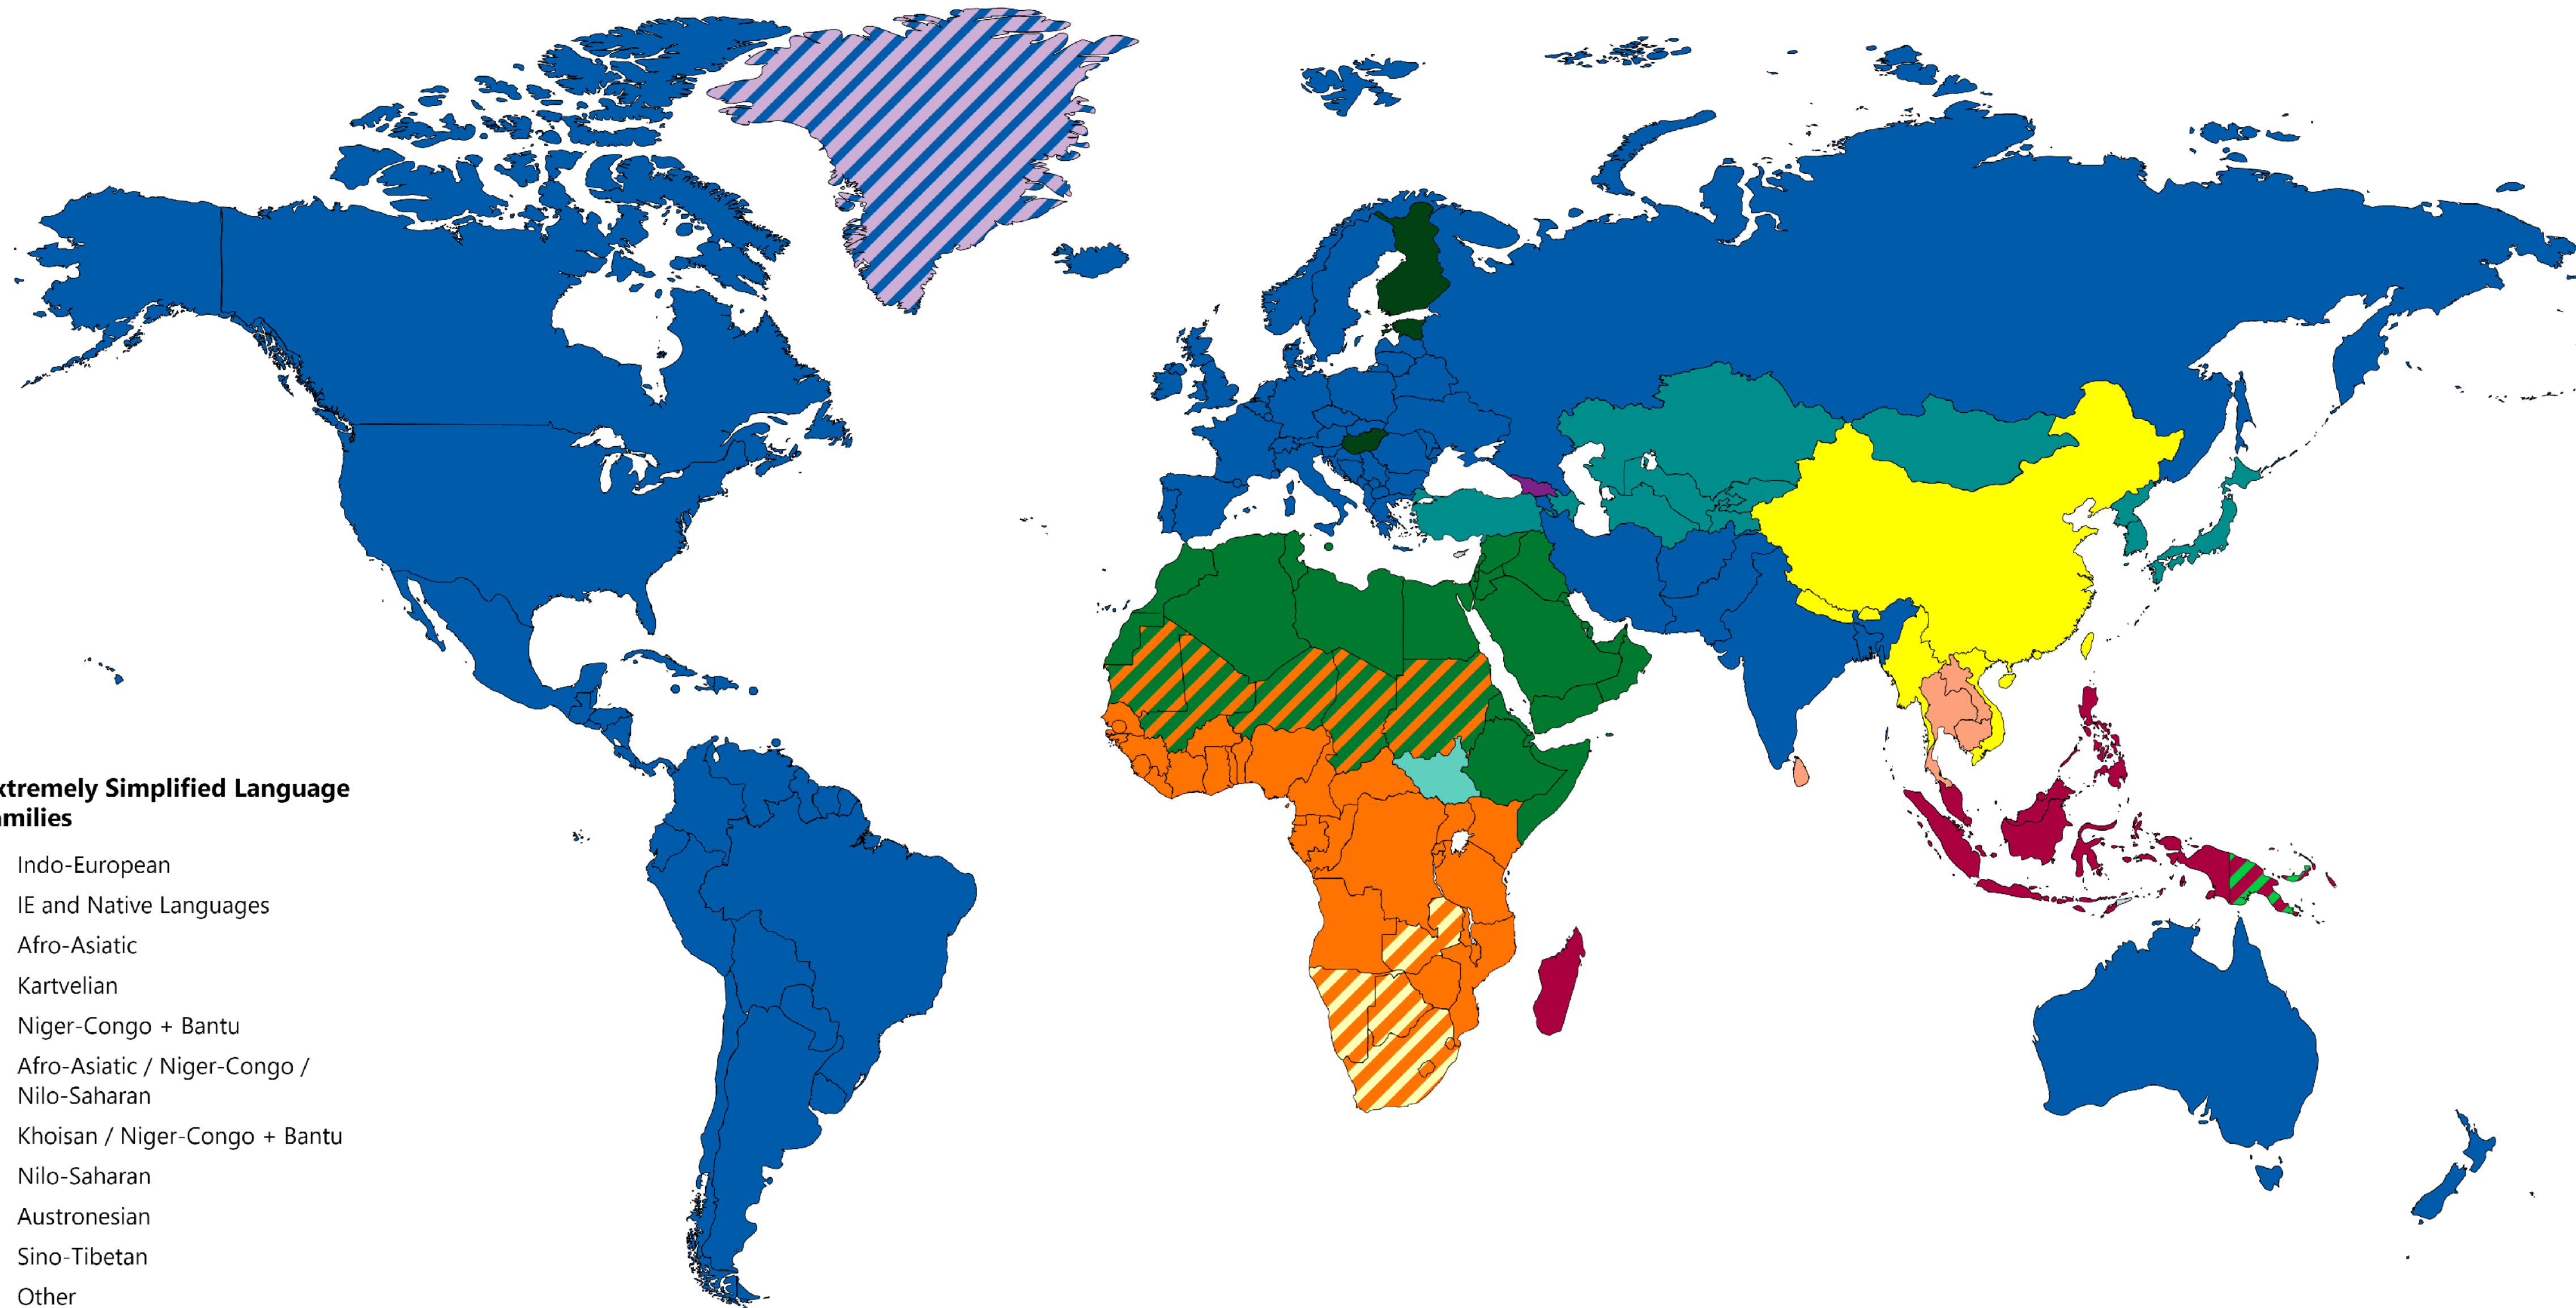 xtremely Simplified Language
milies
Indo-European
IE and Native Languages
Afro-Asiatic
Kartvelian
Niger-Congo + Bantu
Afro-Asiatic / Niger-Congo /
Nilo-Saharan
Khoisan / Niger-Congo + Bantu
Nilo-Saharan
Austronesian
Sino-Tibetan
Other